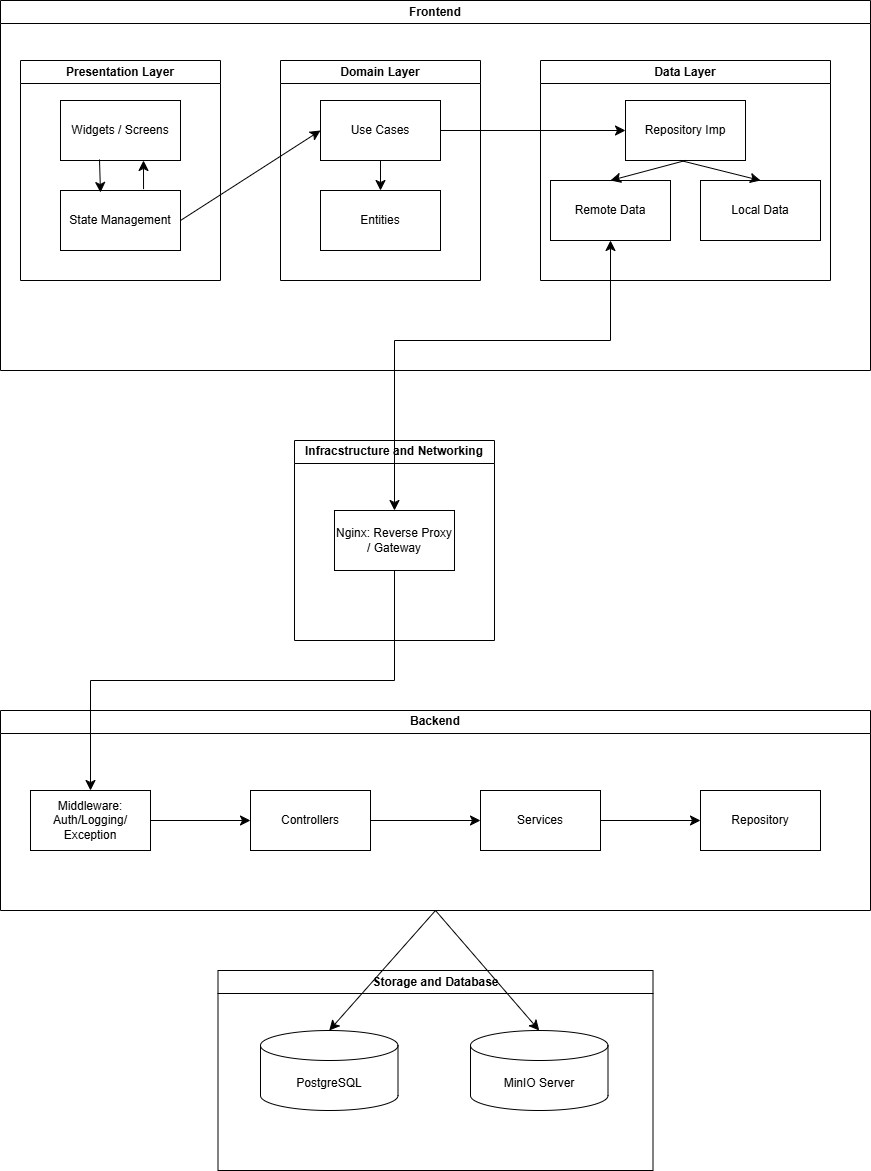 Frontend
Presentation Layer
Widgets / Screens
State Management
Domain Layer
Use Cases
Entities
Data Layer
Repository Imp
Remote Data
Local Data
Infracstructure and Networking
Nginx: Reverse Proxy
/ Gateway
Backend
Middleware:
Auth/Logging/
Exception
Controllers
Services
Repository
Storage and Database
PostgreSQL
MinIO Server